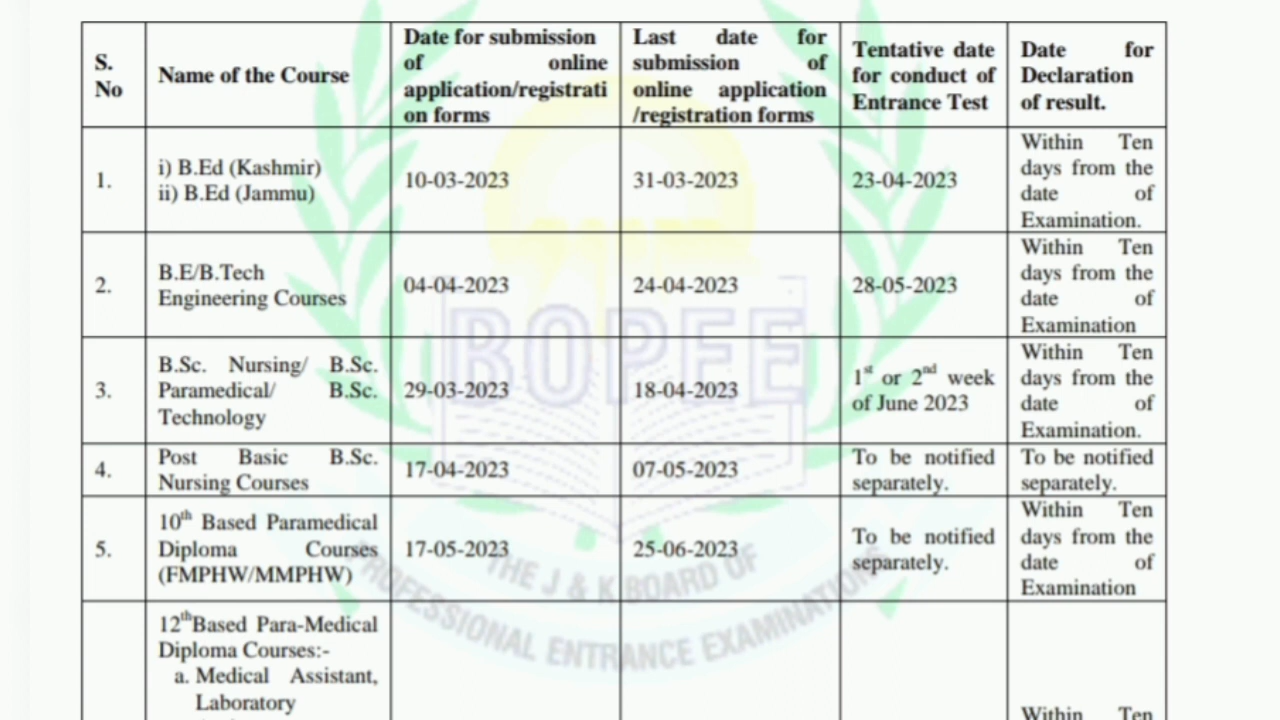 S.
No
Name of the Course
Date for submission
of online
application/registrati
on forms
Last date for
submission of
online application
/registration forms
Tentative date
for conduct of
Entrance Test
Date for
Declaration
of result.
1.
i) B.Ed (Kashmir)
ii) B.Ed (Jammu)
10-03-2023
31-03-2023
23-04-2023
Within Ten
days from the
date of
Examination.
2.
B.E/B.Tech
Engineering Courses
04-04-2023
24-04-2023
28-05-2023
Within Ten
days from the
date of
Examination
3.
B.Sc. Nursing/ B.Sc.
Paramedical/ B.Sc.
Technology
29-03-2023
18-04-2023
1st or 2nd week
of June 2023
Within Ten
days from the
date of
Examination.
4.
Post Basic B.Sc.
Nursing Courses
17-04-2023
07-05-2023
To be notified
separately.
To be notified
separately.
5.
10th Based Paramedical
Diploma Courses
(FMPHW/MMPHW)
17-05-2023
25-06-2023
To be notified
separately.
Within Ten
days from the
date of
Examination
12thBased Para-Medical
Diploma Courses:-
a. Medical Assistant,
Laboratory
Within Ten
BOPEE
THE J & K BOARD OF
PROFESSIONAL ENTRANCE EXAMINATIONS